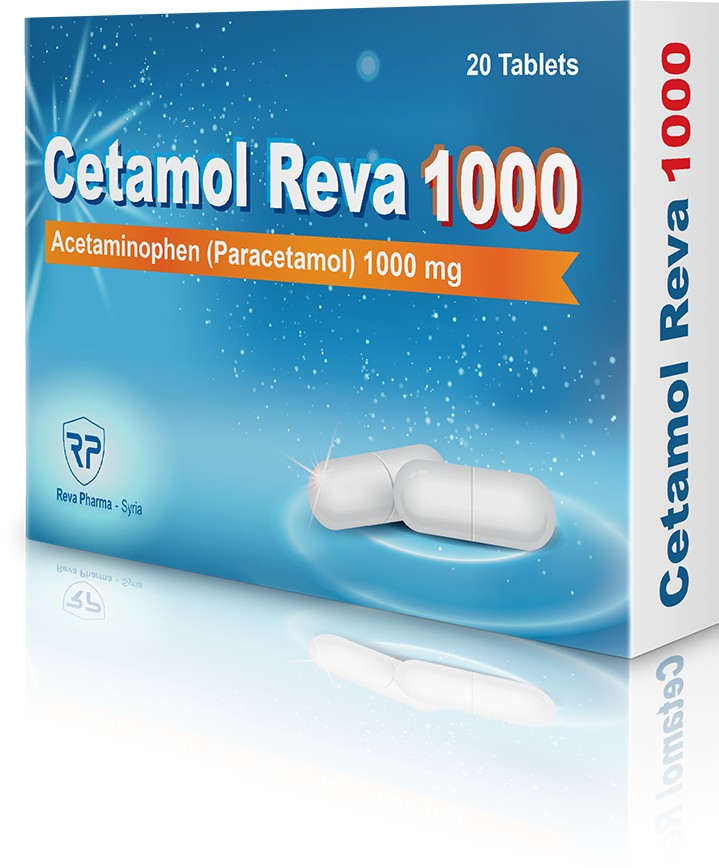 20 Tablets
Cetamol Reva 1000
Acetaminophen (Paracetamol) 1000 mg
RP
Reva Pharma - Syria
Cetamol Reva 1000